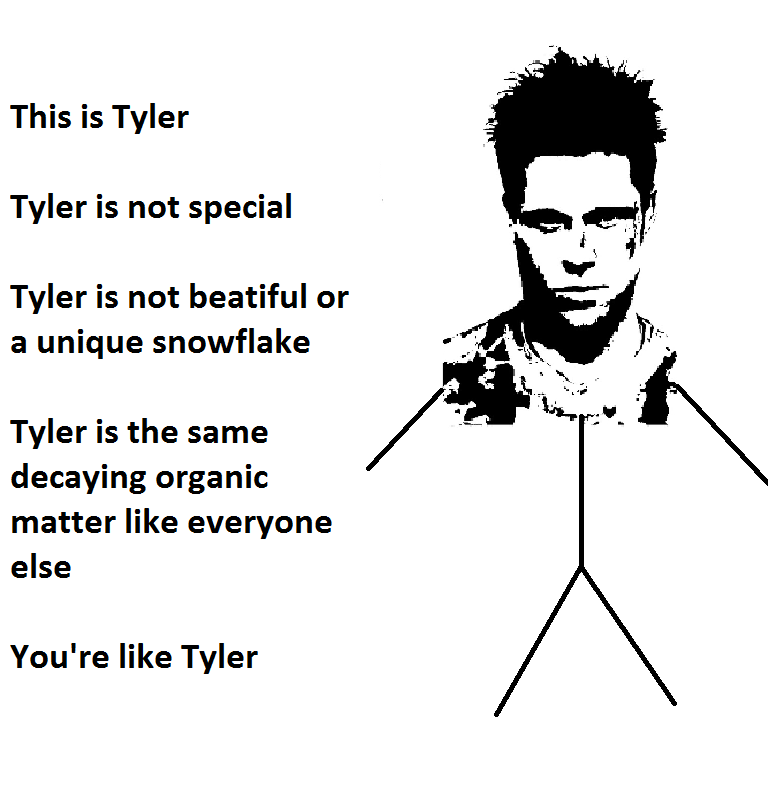 This is Tyler
Tyler is not special
Tyler is not beatiful or
a unique snowflake
Tyler is the same
decaying organic
matter like everyone
else
You're like Tyler